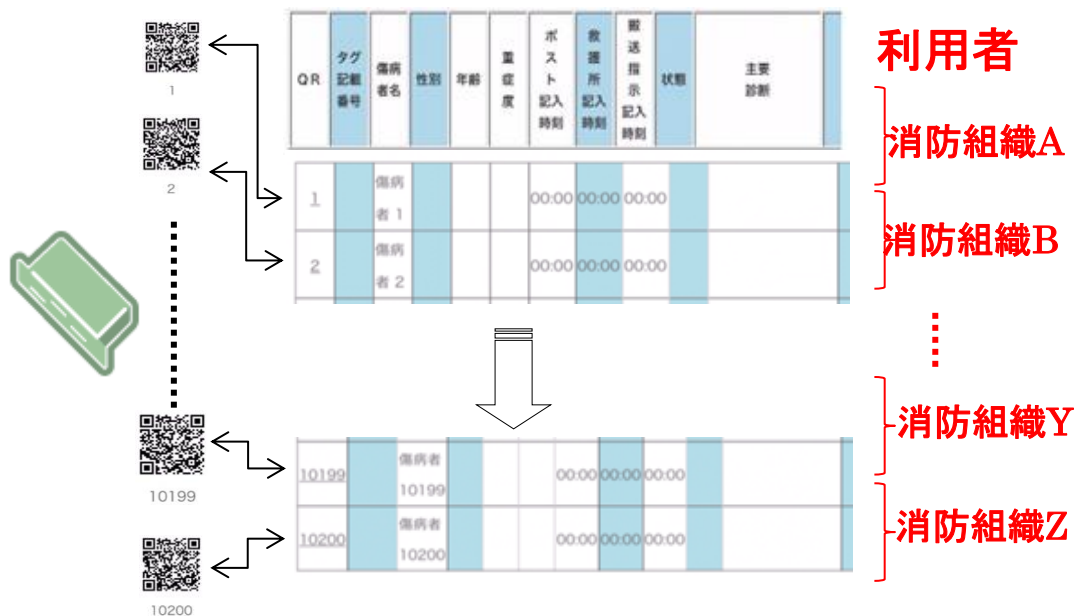 利用者
QR
タグ記載番号
傷病者名
性別
年齢
重症度
ポスト記入時刻
救護所記入時刻
搬送指示記入時刻
状態
主要診断
1
2
1
傷病者 1
00:00 00:00 00:00
2
傷病者 2
00:00 00:00 00:00
消防組織A
消防組織B
10199
10200
10199
傷病者 10199
00:00 00:00 00:00
10200
傷病者 10200
00:00 00:00 00:00
消防組織Y
消防組織Z